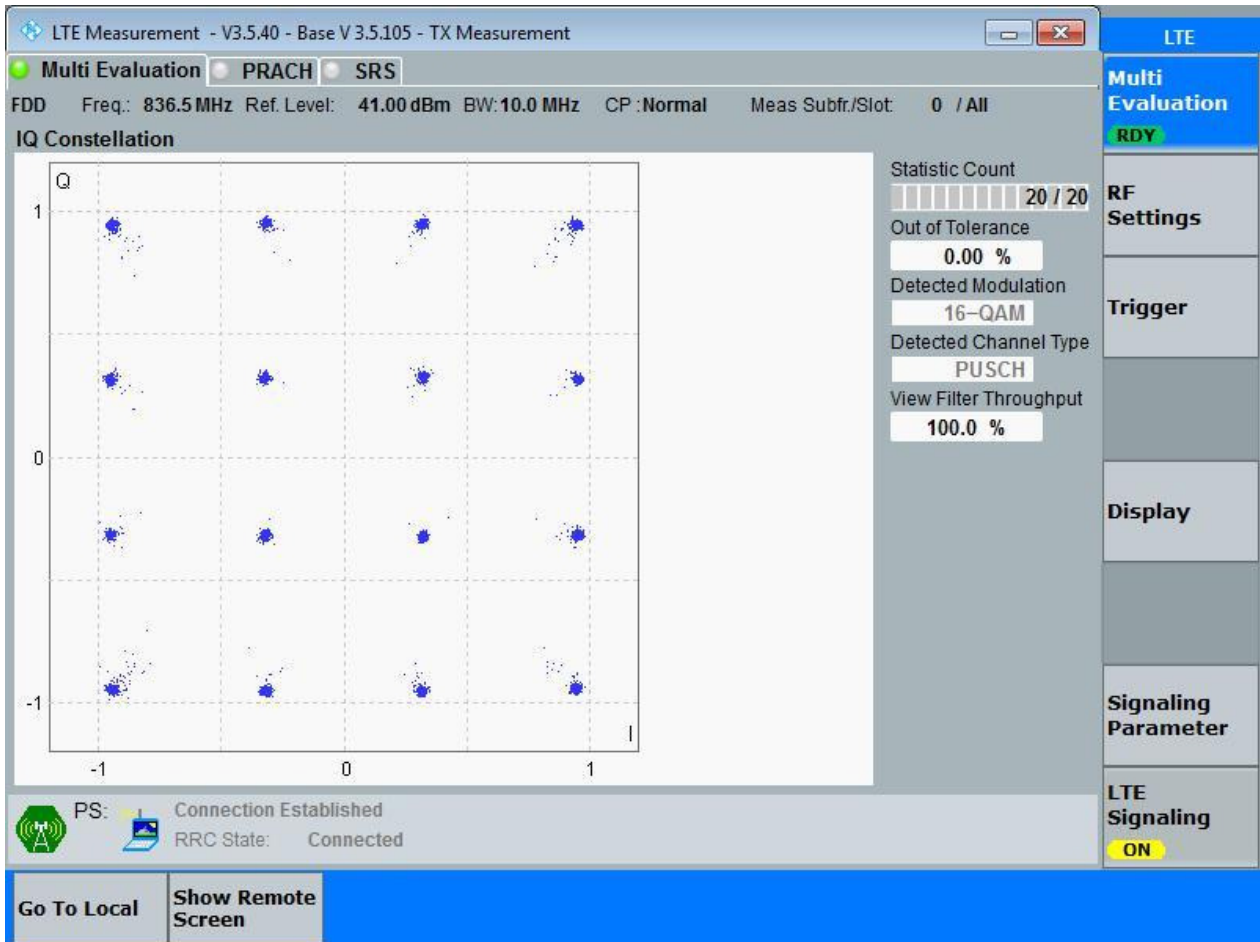 LTE Measurement - V3.5.40 - Base V 3.5.105 - TX Measurement
LTE
Multi Evaluation PRACH SRS
Multi
Evaluation
RDY
FDD Freq.: 836.5 MHz Ref. Level: 41.00 dBm BW: 10.0 MHz CP : Normal Meas Subfr./Slot: 0 / All
IQ Constellation
Q
1
0
-1
I
-1 0 1
Statistic Count
20 / 20
Out of Tolerance
0.00 %
Detected Modulation
16-QAM
Detected Channel Type
PUSCH
View Filter Throughput
100.0 %
RF
Settings
Trigger
Display
Signaling
Parameter
LTE
Signaling
ON
PS: Connection Established
RRC State: Connected
Go To Local
Show Remote
Screen